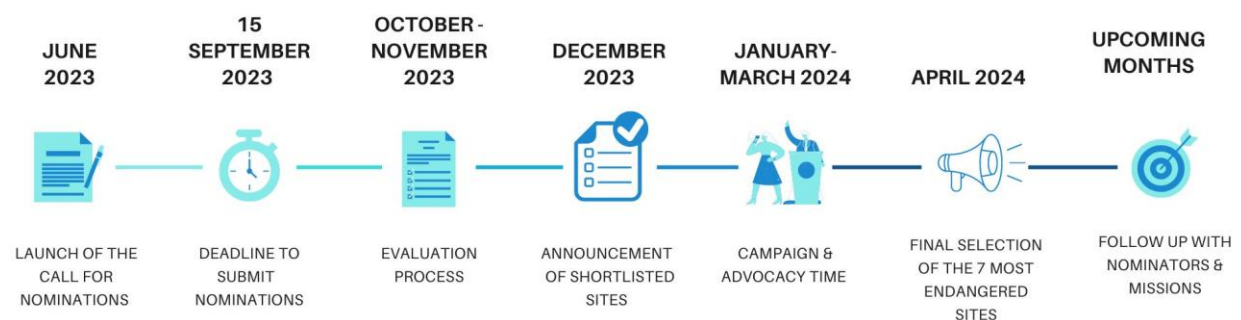 JUNE
2023
LAUNCH OF THE
CALL FOR
NOMINATIONS
15
SEPTEMBER
2023
DEADLINE TO
SUBMIT
NOMINATIONS
OCTOBER -
NOVEMBER
2023
EVALUATION
PROCESS
DECEMBER
2023
ANNOUNCEMENT
OF SHORTLISTED
SITES
JANUARY-
MARCH 2024
CAMPAIGN &
ADVOCACY TIME
APRIL 2024
FINAL SELECTION
OF THE 7 MOST
ENDANGERED
SITES
UPCOMING
MONTHS
FOLLOW UP WITH
NOMINATORS &
MISSIONS